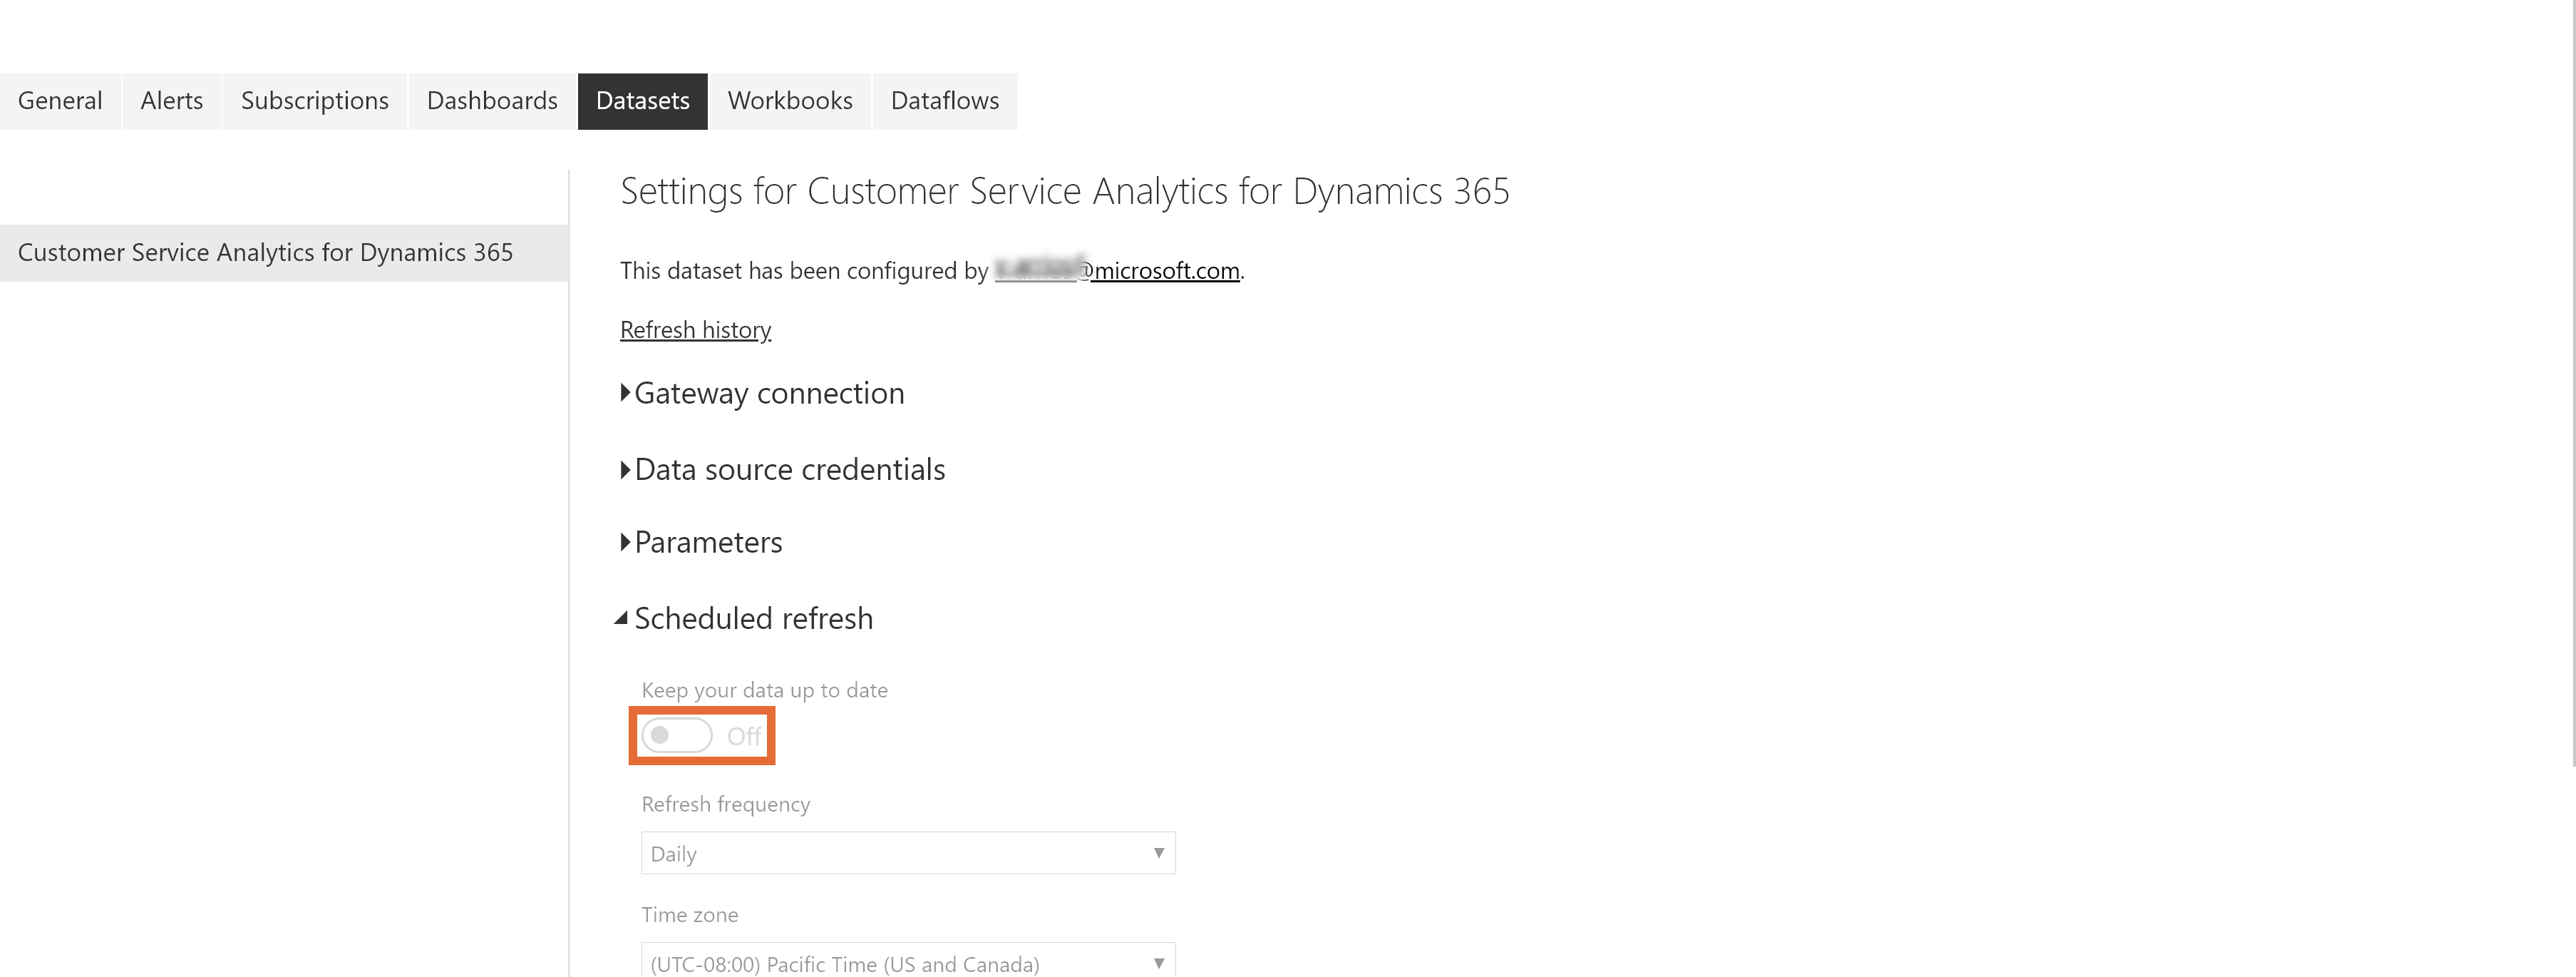 General Alerts Subscriptions Dashboards Datasets Workbooks Dataflows
Customer Service Analytics for Dynamics 365
Settings for Customer Service Analytics for Dynamics 365
This dataset has been configured by @microsoft.com.
Refresh history
Gateway connection
Data source credentials
Parameters
Scheduled refresh
Keep your data up to date
Off
Refresh frequency
Daily
Time zone
(UTC-08:00) Pacific Time (US and Canada)